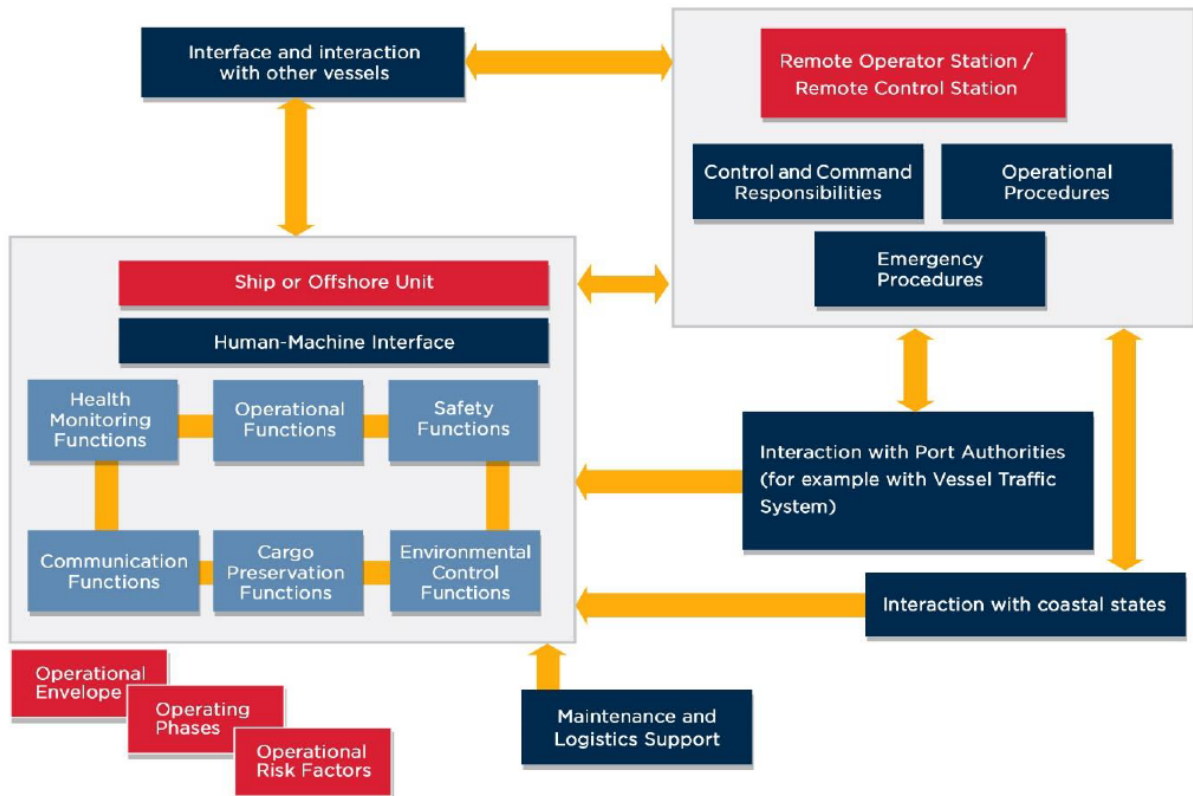 Interface and interaction
with other vessels
Remote Operator Station /
Remote Control Station
Control and Command
Responsibilities
Operational
Procedures
Emergency
Procedures
Ship or Offshore Unit
Human-Machine Interface
Health
Monitoring
Functions
Operational
Functions
Safety
Functions
Communication
Functions
Cargo
Preservation
Functions
Environmental
Control
Functions
Interaction with Port Authorities
(for example with Vessel Traffic
System)
Interaction with coastal states
Operational
Envelope
Operating
Phases
Operational
Risk Factors
Maintenance and
Logistics Support